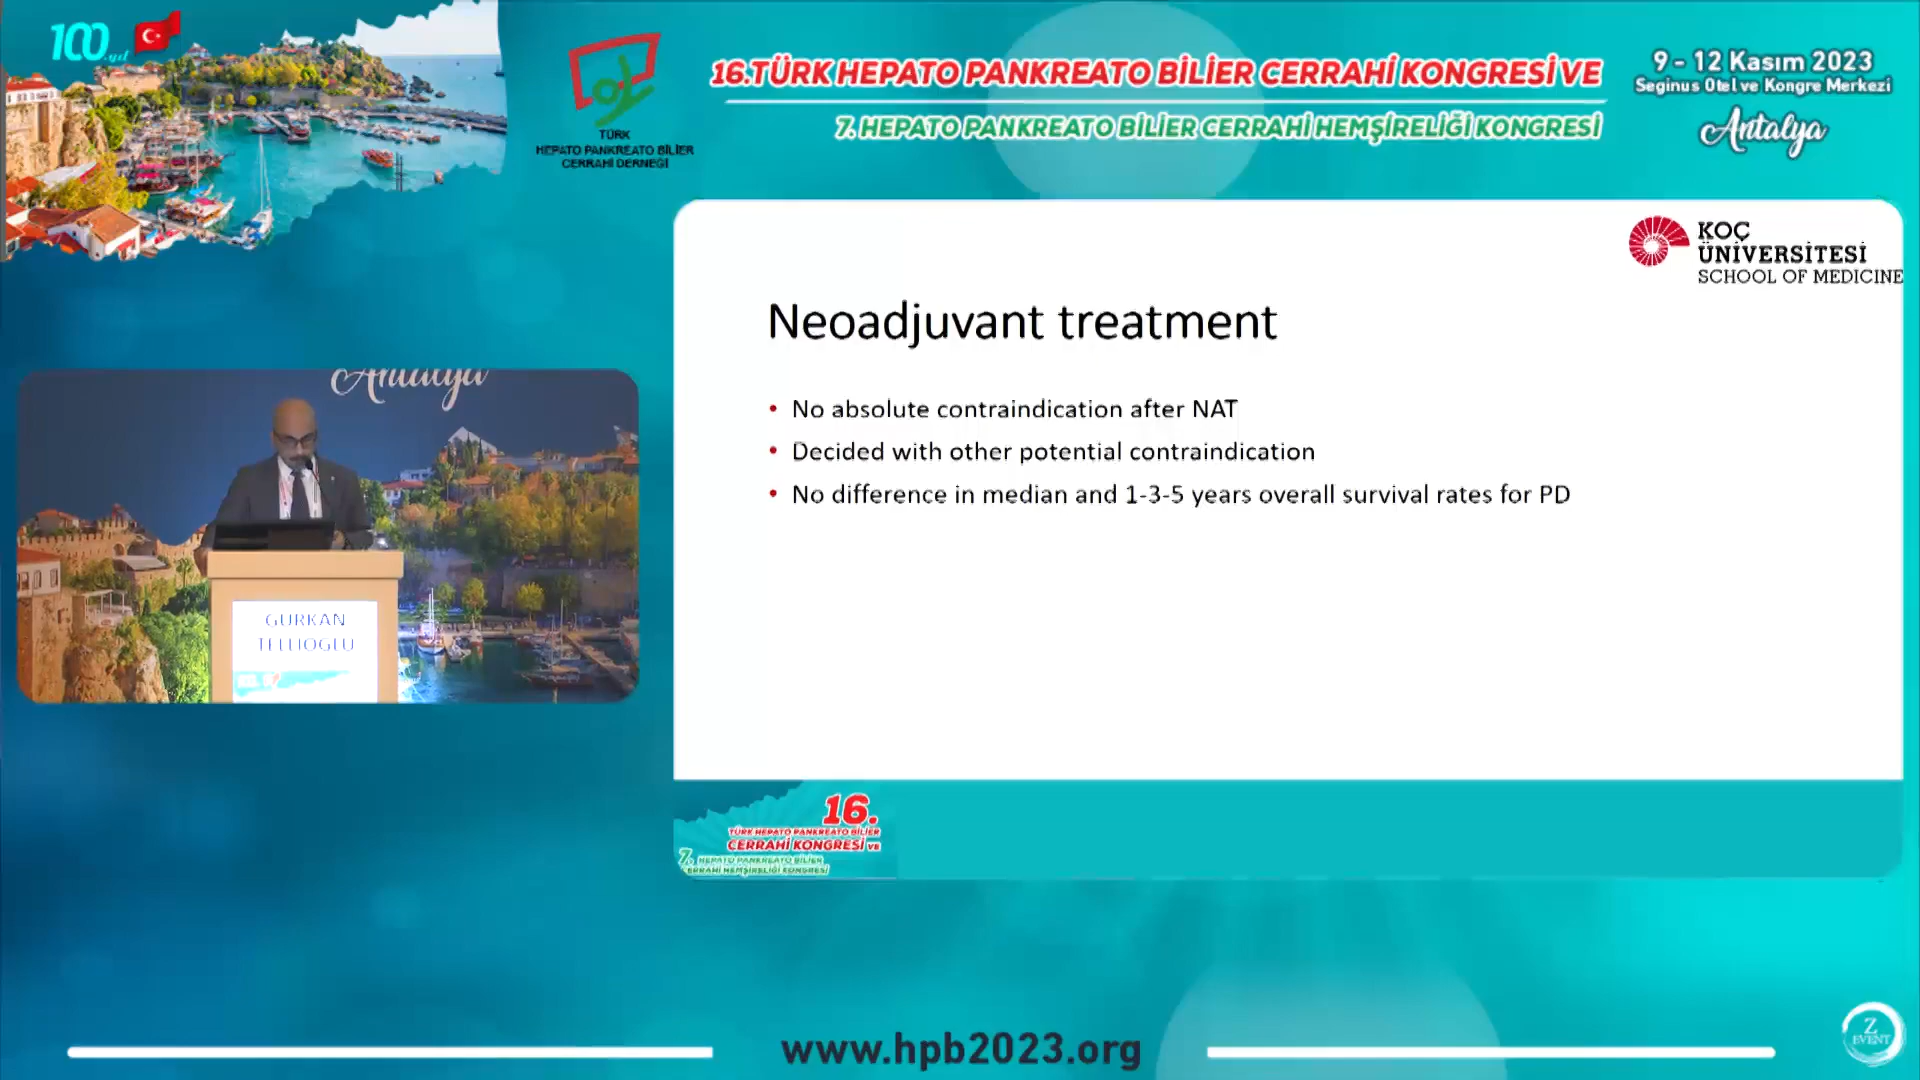 100.yıl
TÜRK
HEPATO PANKREATO BİLİER
CERRAHİ DERNEĞİ
16.TÜRK HEPATO PANKREATO BİLİER CERRAHİ KONGRESİ VE
7. HEPATO PANKREATO BİLİER CERRAHİ HEMŞİRELİĞİ KONGRESİ
9 - 12 Kasım 2023
Seginus Otel ve Kongre Merkezi
Antalya
KOÇ
ÜNİVERSİTESİ
SCHOOL OF MEDICINE
Neoadjuvant treatment
• No absolute contraindication after NAT
• Decided with other potential contraindication
• No difference in median and 1-3-5 years overall survival rates for PD
Antalya
GURKAN
TELLIOGLU
16.
TÜRK HEPATO PANKREATO BİLİER
CERRAHİ KONGRESİ VE
7. HEPATO PANKREATO BİLİER
CERRAHİ HEMŞİRELİĞİ KONGRESİ
www.hpb2023.org
Z
EVENT